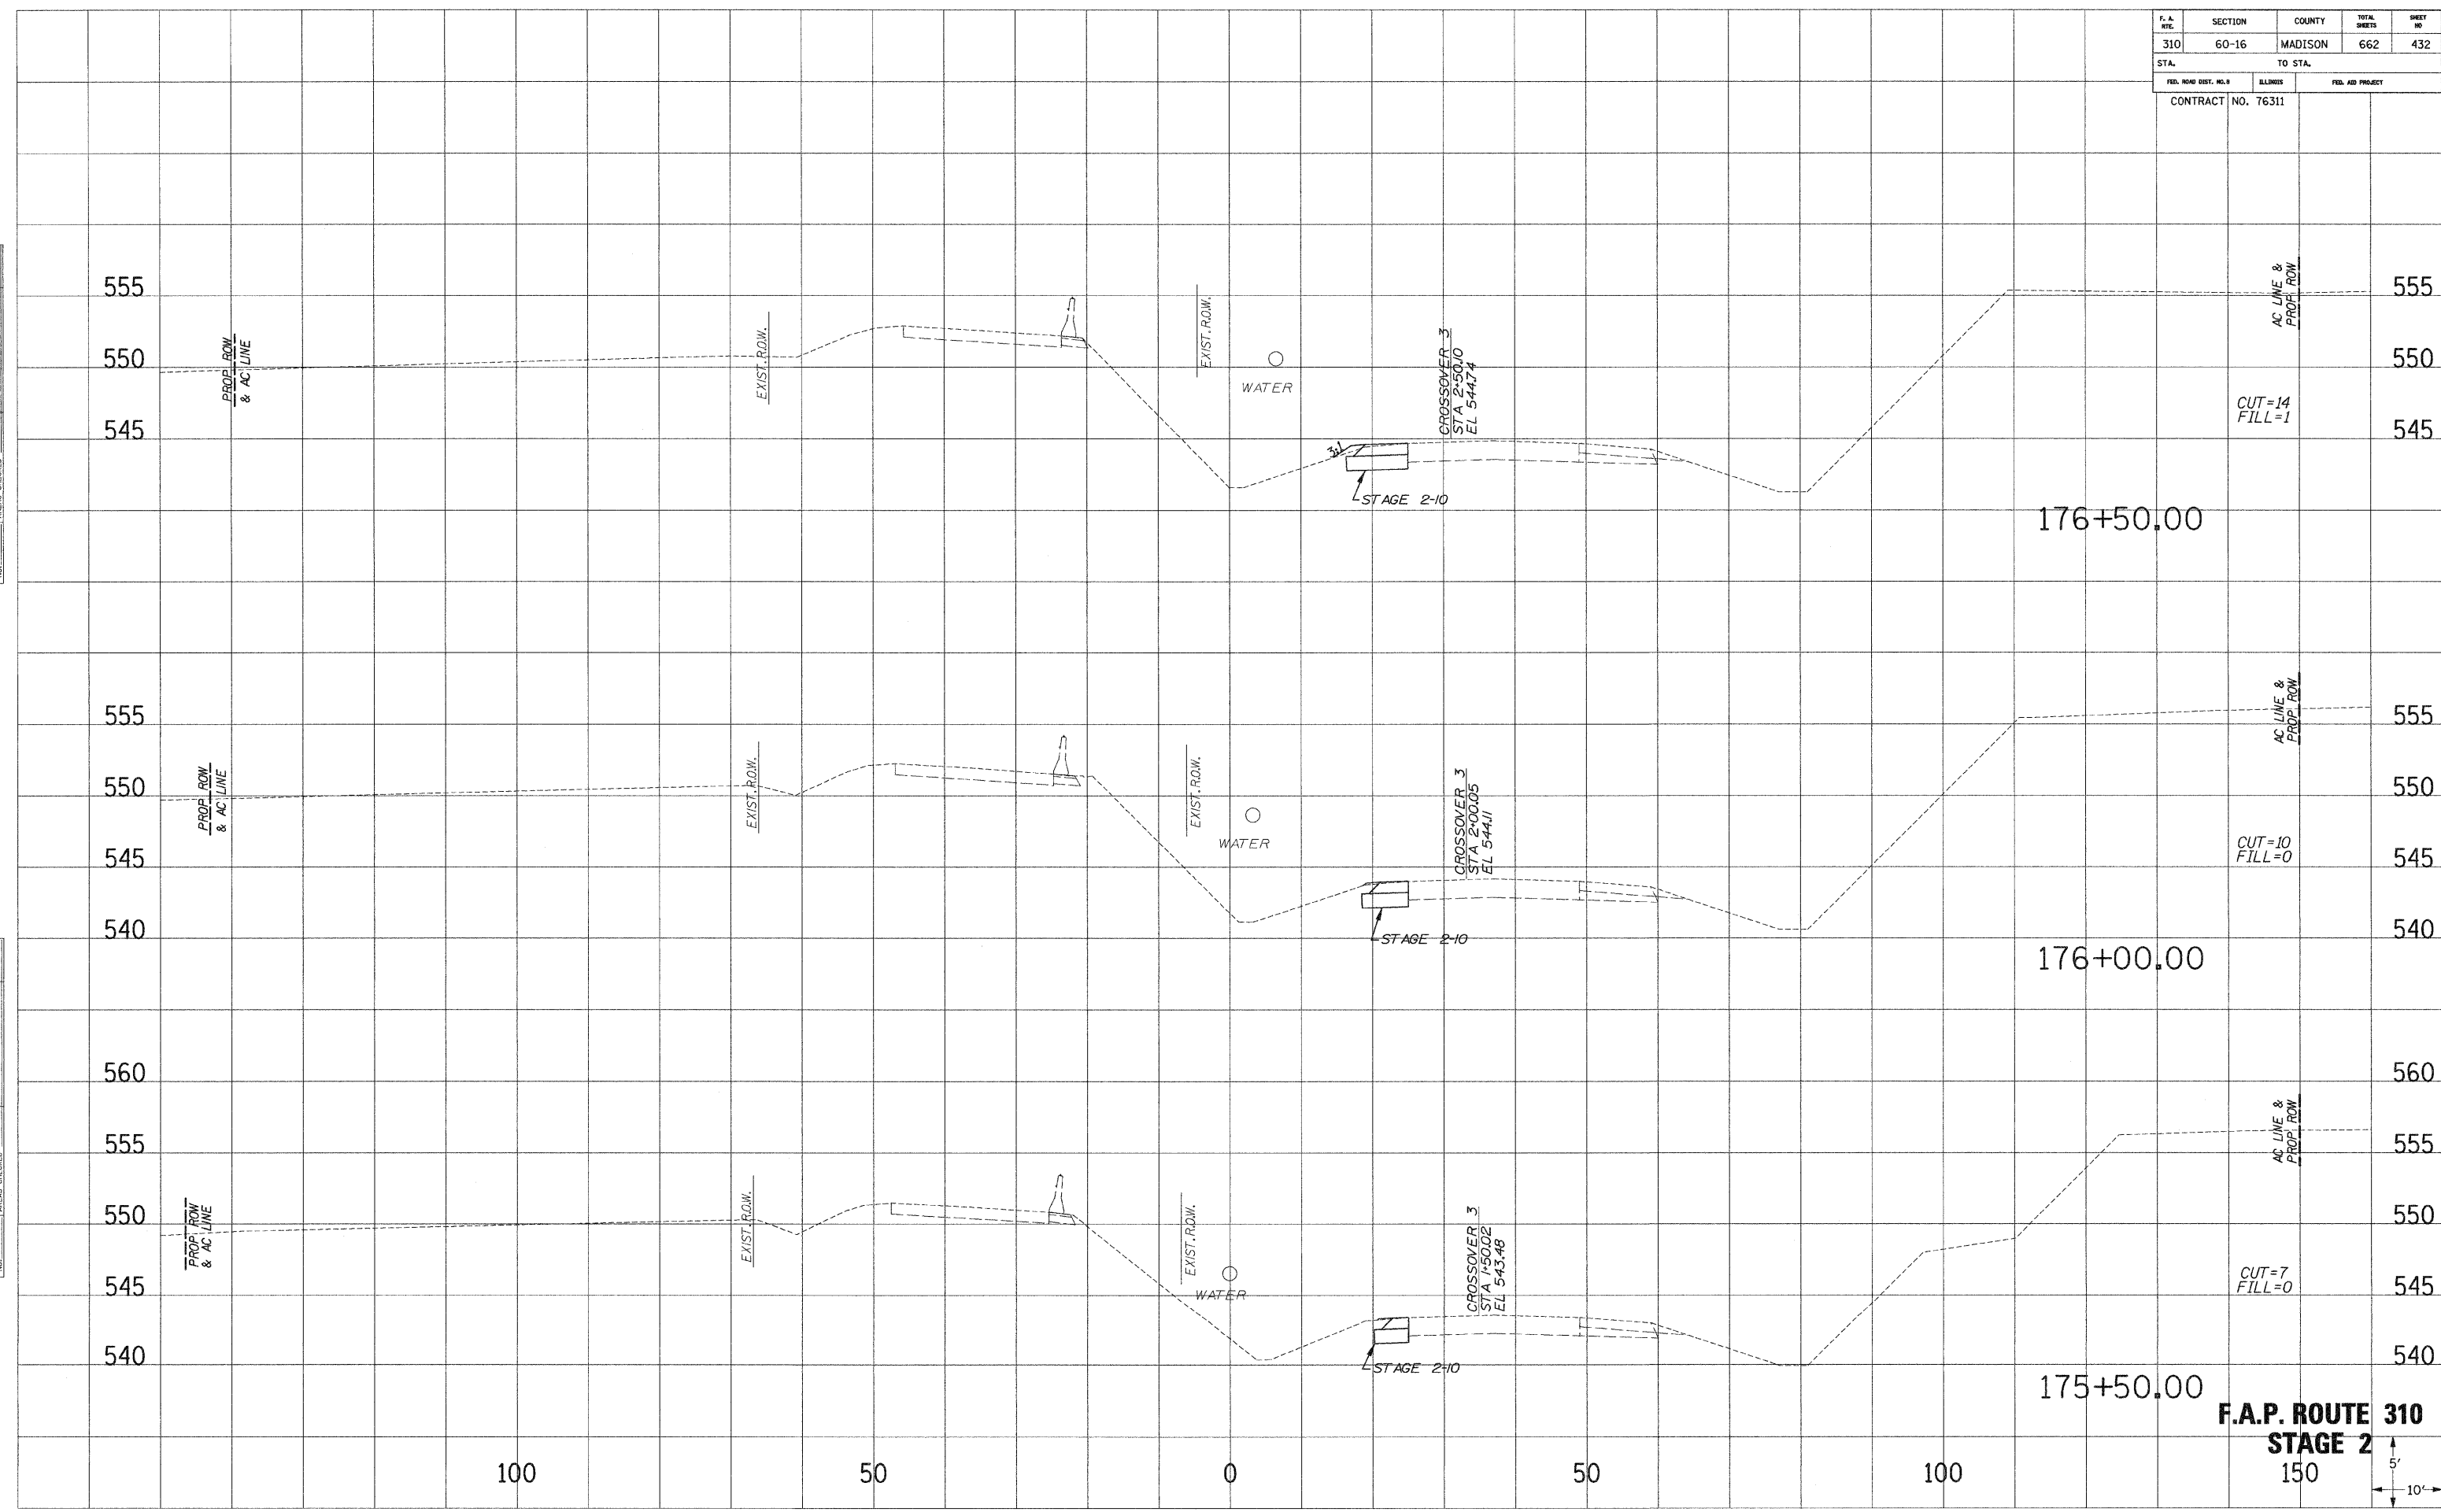 F. A. RTE.
SECTION
COUNTY
TOTAL SHEETS
SHEET NO
310
60-16
MADISON
662
432
STA.
TO STA.
FED. ROAD DIST. NO. 8
ILLINOIS
FED. AID PROJECT
CONTRACT NO. 76311
555
550
545
PROP ROW
& AC LINE
EXIST. R.O.W.
EXIST. R.O.W.
WATER
CROSSOVER 3
STA 2+50.10
EL 544.74
3:1
STAGE 2-10
AC LINE &
PROP ROW
CUT=14
FILL=1
555
550
545
176+50.00
555
550
545
540
PROP ROW
& AC LINE
EXIST. R.O.W.
EXIST. R.O.W.
WATER
CROSSOVER 3
STA 2+00.05
EL 544.11
STAGE 2-10
AC LINE &
PROP ROW
CUT=10
FILL=0
555
550
545
540
176+00.00
560
555
550
545
540
PROP ROW
& AC LINE
EXIST. R.O.W.
EXIST. R.O.W.
WATER
CROSSOVER 3
STA 1+50.02
EL 543.48
STAGE 2-10
AC LINE &
PROP ROW
CUT=7
FILL=0
560
555
550
545
540
175+50.00
F.A.P. ROUTE 310
STAGE 2
100
50
0
50
100
150
5'
10'